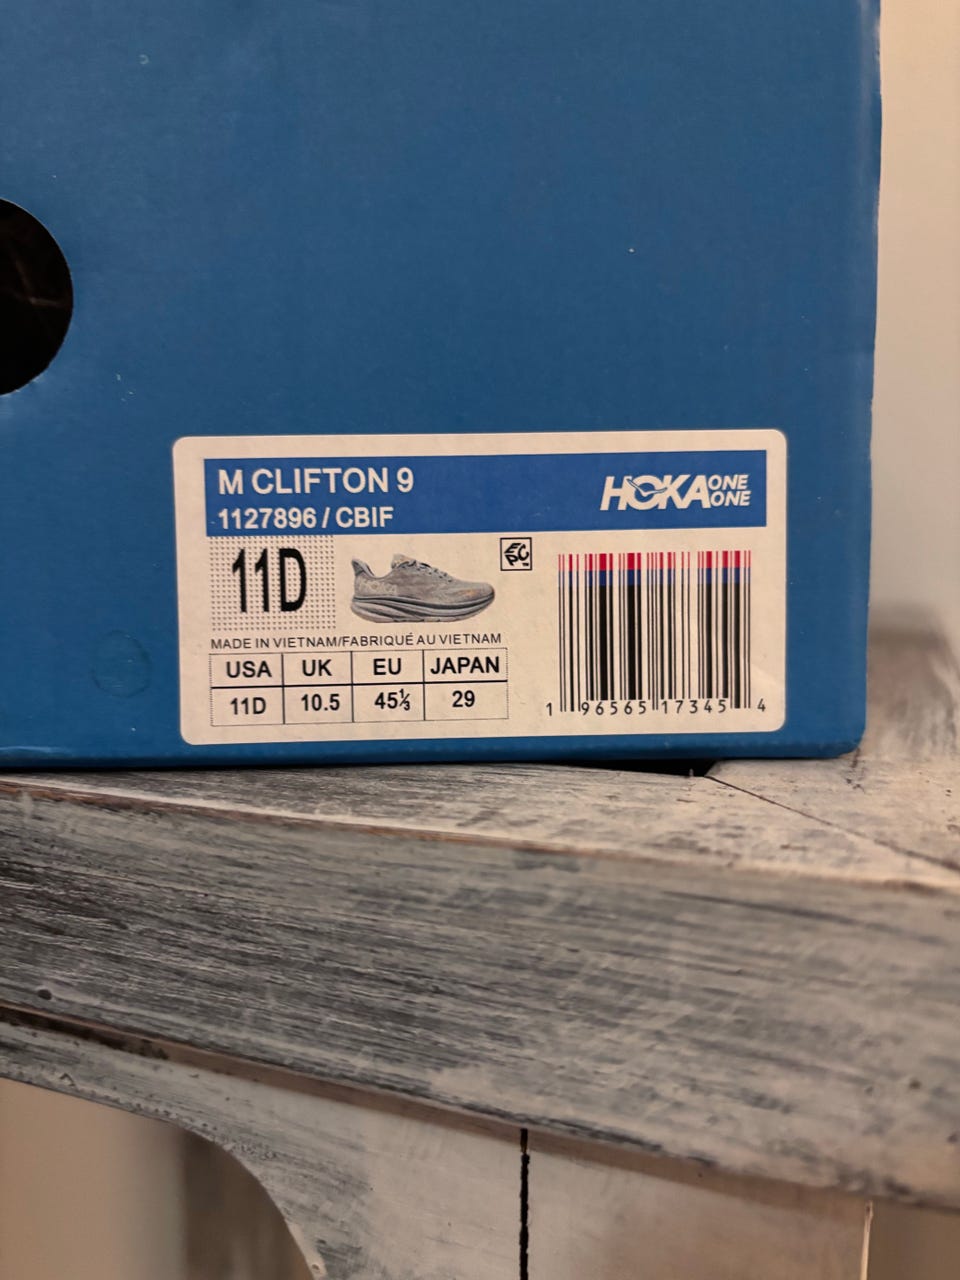 M CLIFTON 9
1127896 / CBIF
HOKA ONE ONE
11D
EPC
MADE IN VIETNAM/FABRIQUÉ AU VIETNAM
USA UK EU JAPAN
11D 10.5 45⅓ 29
1 96565 17345 4